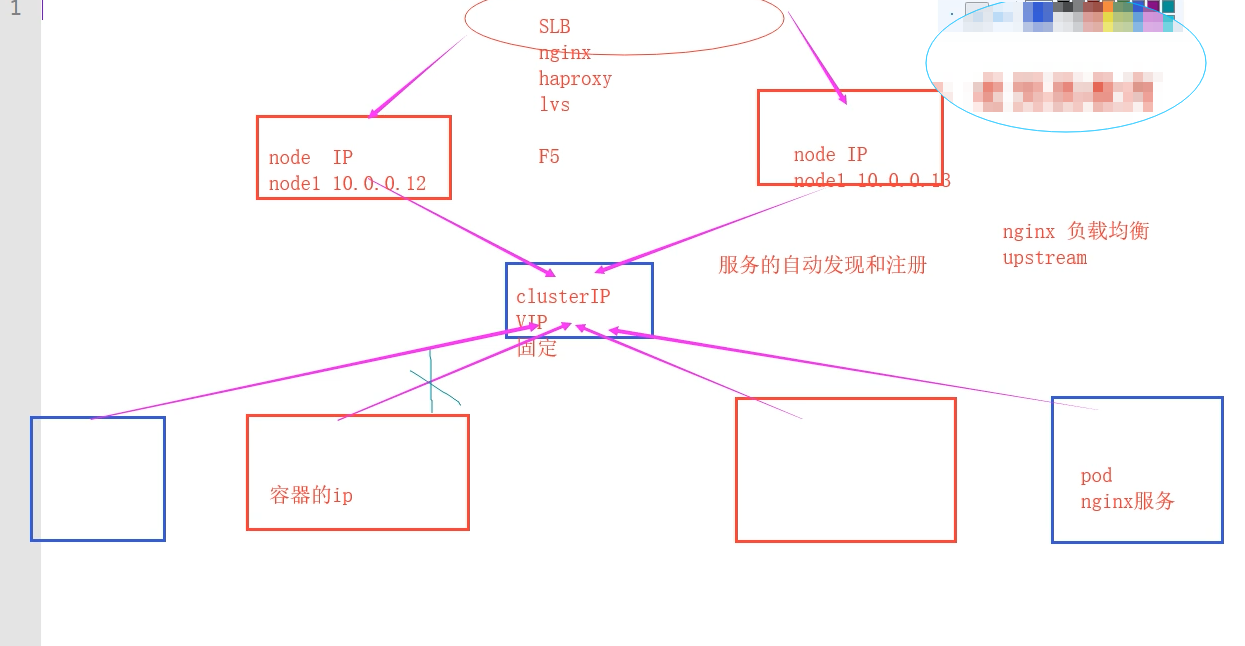 1
SLB
nginx
haproxy
lvs
F5
node IP
node1 10.0.0.12
node IP
node1 10.0.0.13
nginx 负载均衡
upstream
服务的自动发现和注册
clusterIP
VIP
固定
容器的ip
pod
nginx服务